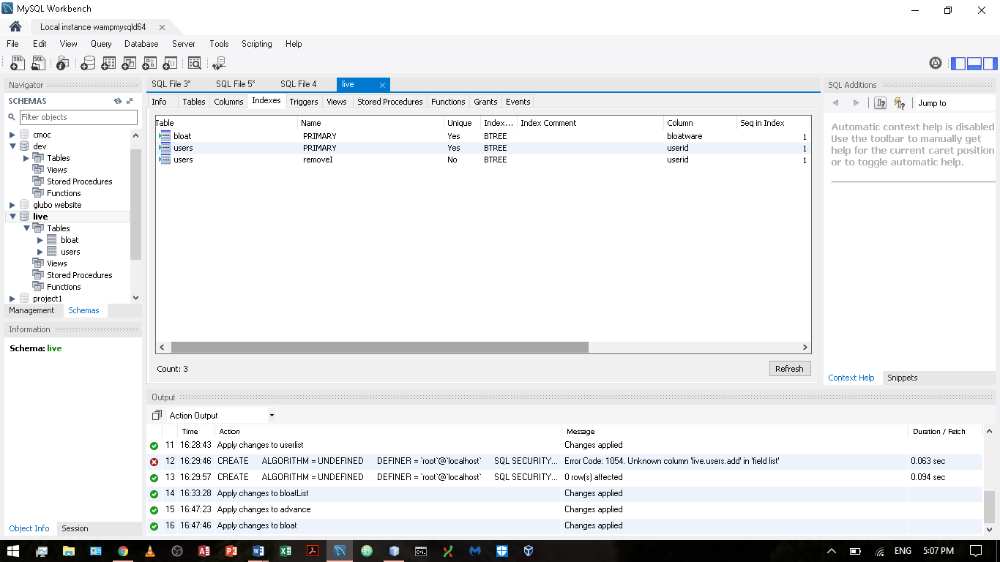 MySQL Workbench
Local instance wampmysqld64
File Edit View Query Database Server Tools Scripting Help
Navigator
SCHEMAS
Filter objects
cmoc
dev
Tables
Views
Stored Procedures
Functions
glubo website
live
Tables
bloat
users
Views
Stored Procedures
Functions
project1
Management Schemas
Information
Schema: live
Object Info Session
SQL File 3* SQL File 5* SQL File 4 live
Info Tables Columns Indexes Triggers Views Stored Procedures Functions Grants Events
Table Name Unique Index... Index Comment Column Seq in Index
bloat PRIMARY Yes BTREE bloatware 1
users PRIMARY Yes BTREE userid 1
users removeI No BTREE userid 1
Count: 3
Refresh
SQL Additions
Jump to
Automatic context help is disabled
Use the toolbar to manually get
help for the current caret position
or to toggle automatic help.
Context Help Snippets
Output
Action Output
Time Action Message Duration / Fetch
11 16:28:43 Apply changes to userlist Changes applied
12 16:29:46 CREATE ALGORITHM = UNDEFINED DEFINER = `root`@`localhost` SQL SECURITY... Error Code: 1054. Unknown column 'live.users.add' in 'field list' 0.063 sec
13 16:29:57 CREATE ALGORITHM = UNDEFINED DEFINER = `root`@`localhost` SQL SECURITY... 0 row(s) affected 0.094 sec
14 16:33:28 Apply changes to bloatList Changes applied
15 16:47:23 Apply changes to advance Changes applied
16 16:47:46 Apply changes to bloat Changes applied
ENG 5:07 PM